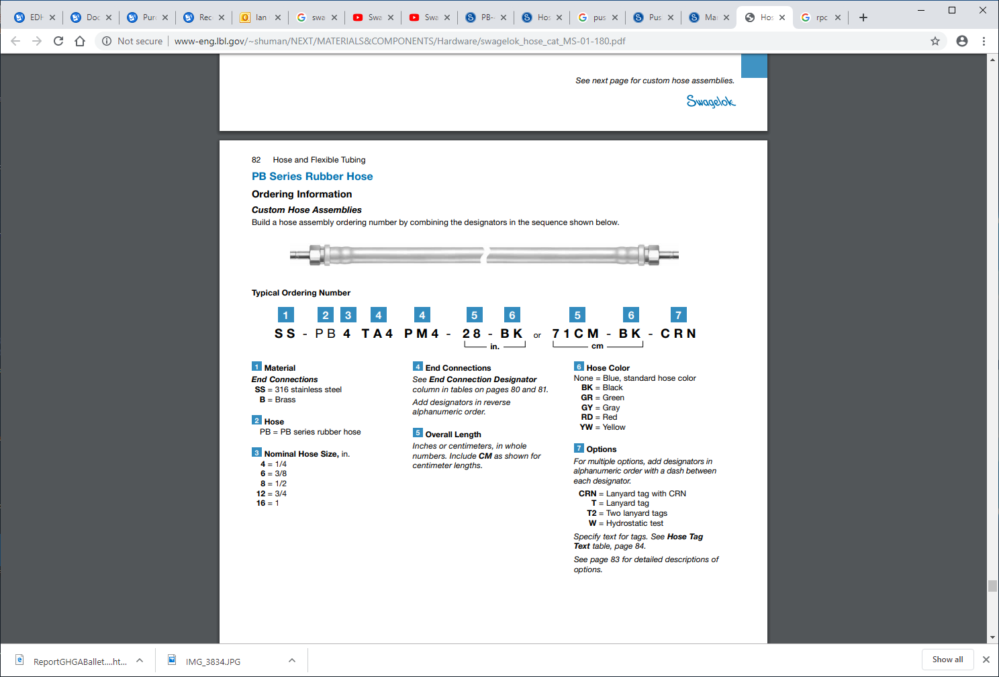 EDH
Doc
Pur
Rec
Ian
swa
Swa
Swa
PB-
Hos
pus
Pus
Ma
Hos
rpc
Not secure
www-eng.lbl.gov/~shuman/NEXT/MATERIALS&COMPONENTS/Hardware/swagelok_hose_cat_MS-01-180.pdf
See next page for custom hose assemblies.
Swagelok
82 Hose and Flexible Tubing
PB Series Rubber Hose
Ordering Information
Custom Hose Assemblies
Build a hose assembly ordering number by combining the designators in the sequence shown below.
Typical Ordering Number
1 2 3 4 4 5 6 5 6 7
SS - PB 4 TA4 PM4 - 28 - BK or 71CM - BK - CRN
in. cm
1 Material
End Connections
SS = 316 stainless steel
B = Brass
2 Hose
PB = PB series rubber hose
3 Nominal Hose Size, in.
4 = 1/4
6 = 3/8
8 = 1/2
12 = 3/4
16 = 1
4 End Connections
See End Connection Designator
column in tables on pages 80 and 81.
Add designators in reverse
alphanumeric order.
5 Overall Length
Inches or centimeters, in whole
numbers. Include CM as shown for
centimeter lengths.
6 Hose Color
None = Blue, standard hose color
BK = Black
GR = Green
GY = Gray
RD = Red
YW = Yellow
7 Options
For multiple options, add designators in
alphanumeric order with a dash between
each designator.
CRN = Lanyard tag with CRN
T = Lanyard tag
T2 = Two lanyard tags
W = Hydrostatic test
Specify text for tags. See Hose Tag
Text table, page 84.
See page 83 for detailed descriptions of
options.
ReportGHGABallet....ht...
IMG_3834.JPG
Show all